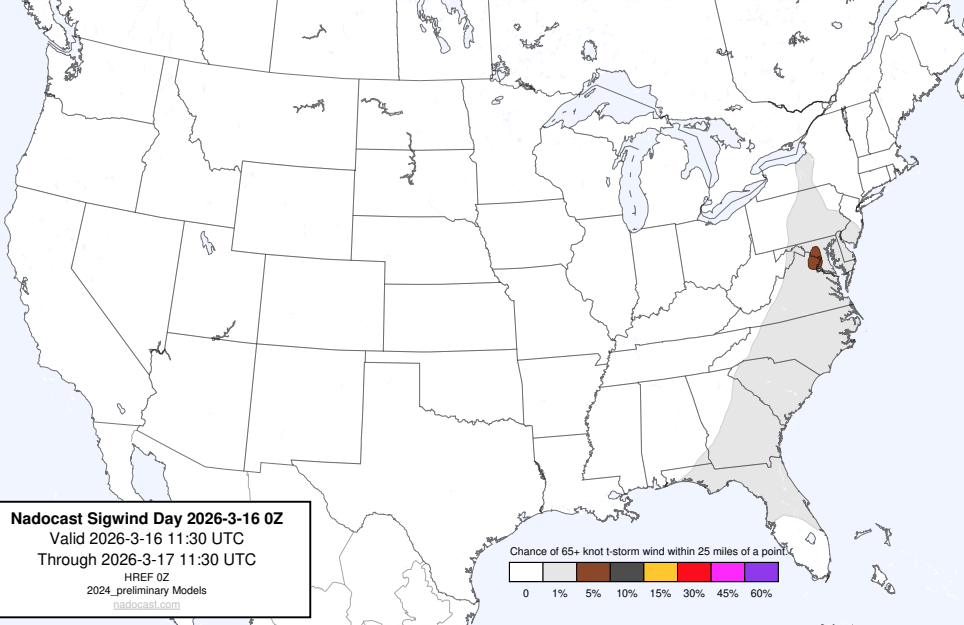 Nadocast Sigwind Day 2026-3-16 0Z
Valid 2026-3-16 11:30 UTC
Through 2026-3-17 11:30 UTC
HREF 0Z
2024_preliminary Models
nadocast.com
Chance of 65+ knot t-storm wind within 25 miles of a point.
0 1% 5% 10% 15% 30% 45% 60%